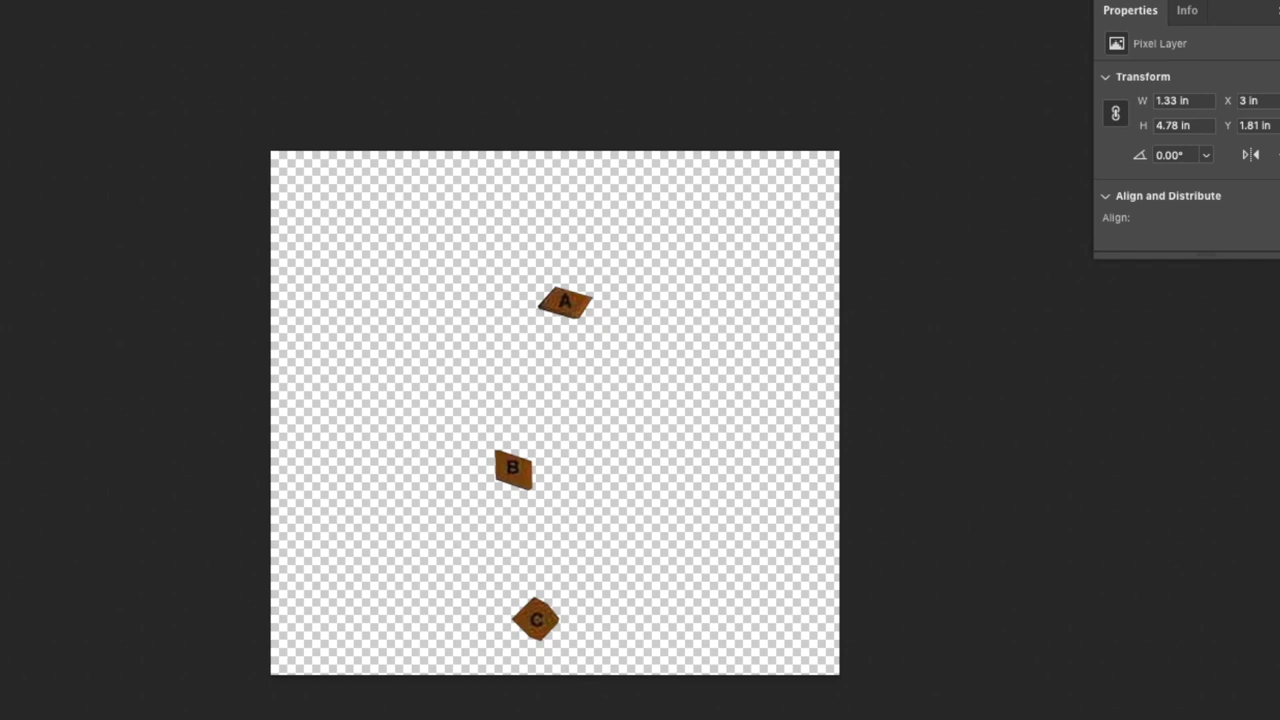 Properties Info
Pixel Layer
Transform
W 1.33 in X 3 in
H 4.78 in Y 1.81 in
0.00°
Align and Distribute
Align:
A
B
C